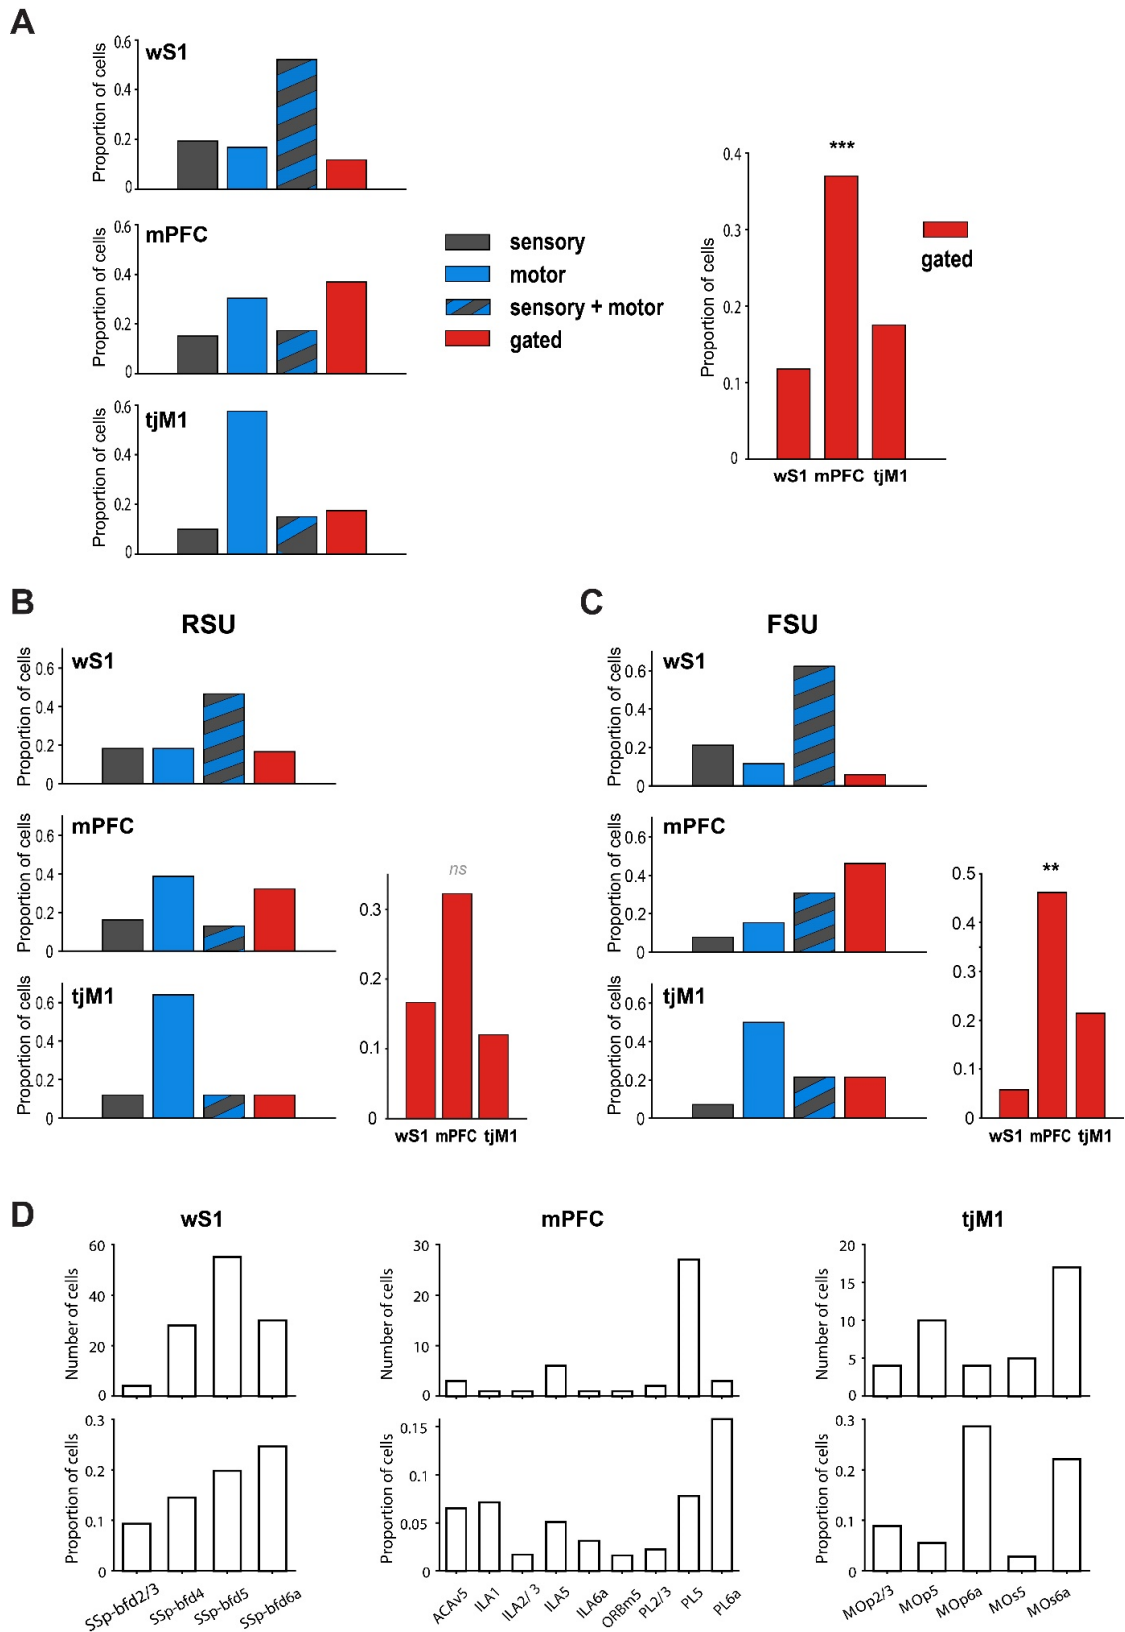 A
wS1
Proportion of cells
0.6
0.4
0.2
0
mPFC
Proportion of cells
0.6
0.4
0.2
0
tjM1
Proportion of cells
0.6
0.4
0.2
0
sensory
motor
sensory + motor
gated
***
Proportion of cells
0.4
0.3
0.2
0.1
0
wS1 mPFC tjM1
gated
B
RSU
wS1
Proportion of cells
0.6
0.4
0.2
0
mPFC
Proportion of cells
0.6
0.4
0.2
0
tjM1
Proportion of cells
0.6
0.4
0.2
0
ns
0.3
0.2
0.1
0
wS1 mPFC tjM1
C
FSU
wS1
Proportion of cells
0.6
0.4
0.2
0
mPFC
Proportion of cells
0.6
0.4
0.2
0
tjM1
Proportion of cells
0.6
0.4
0.2
0
**
0.5
0.4
0.3
0.2
0.1
0
wS1 mPFC tjM1
D
wS1
Number of cells
60
40
20
0
Proportion of cells
0.3
0.2
0.1
0
SSp-bfd2/3 SSp-bfd4 SSp-bfd5 SSp-bfd6a
mPFC
Number of cells
30
20
10
0
Proportion of cells
0.15
0.1
0.05
0
ACAv5 ILA1 ILA2/3 ILA5 ILA6a ORBm5 PL2/3 PL5 PL6a
tjM1
Number of cells
20
15
10
5
0
Proportion of cells
0.3
0.2
0.1
0
MOp2/3 MOp5 MOp6a MOs5 MOs6a